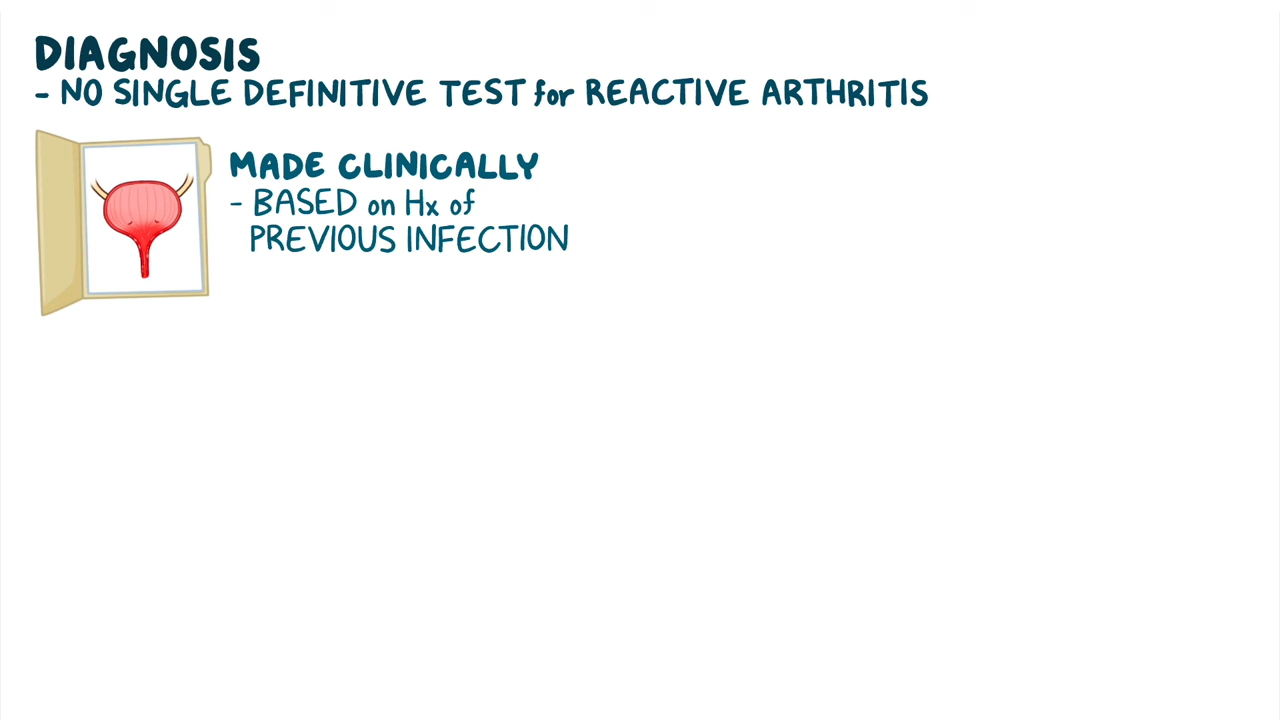 DIAGNOSIS
- NO SINGLE DEFINITIVE TEST for REACTIVE ARTHRITIS
MADE CLINICALLY
- BASED on Hx of
PREVIOUS INFECTION